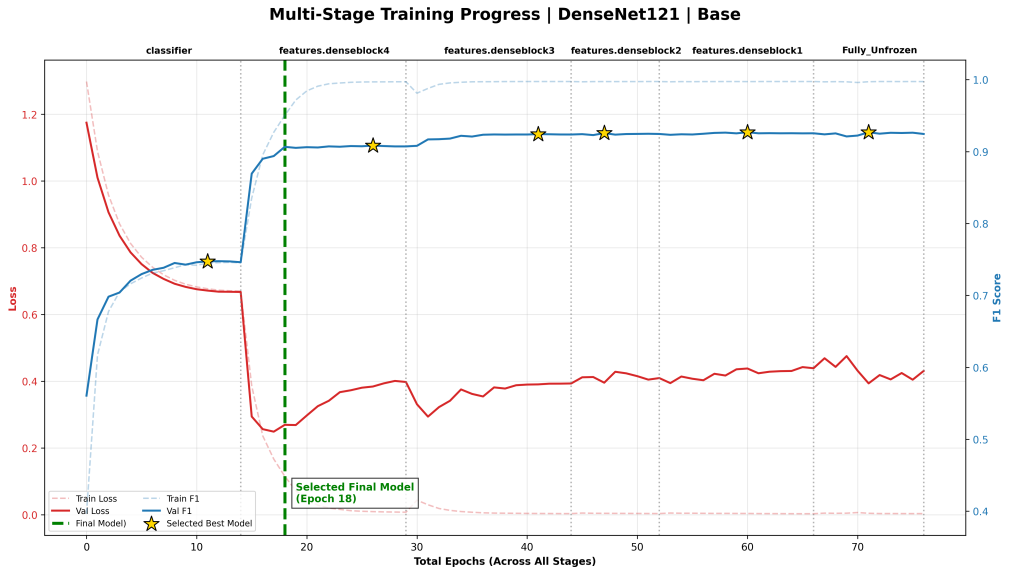 Multi-Stage Training Progress | DenseNet121 | Base
classifier features.denseblock4 features.denseblock3 features.denseblock2 features.denseblock1 Fully_Unfrozen
1.2
1.0
0.8
0.6
0.4
0.2
0.0
Loss
1.0
0.9
0.8
0.7
0.6
0.5
0.4
F1 Score
Selected Final Model
(Epoch 18)
Train Loss Train F1
Val Loss Val F1
Final Model) Selected Best Model
0 10 20 30 40 50 60 70
Total Epochs (Across All Stages)